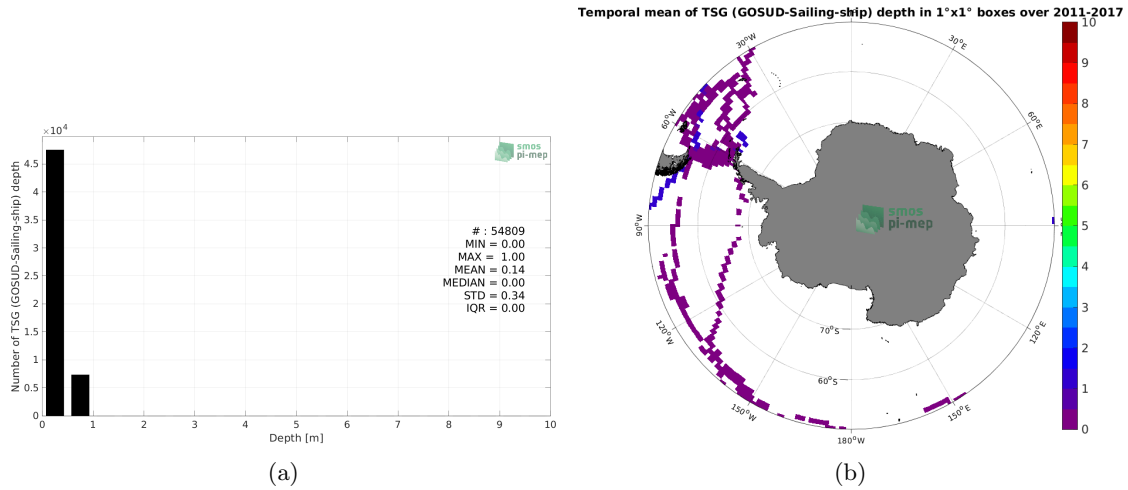 Temporal mean of TSG (GOSUD-Sailing-ship) depth in 1°x1° boxes over 2011-2017
×10⁴
Number of TSG (GOSUD-Sailing-ship) depth
4.5
4
3.5
3
2.5
2
1.5
1
0.5
0
0 1 2 3 4 5 6 7 8 9 10
Depth [m]
smos
pi-mep
# : 54809
MIN = 0.00
MAX = 1.00
MEAN = 0.14
MEDIAN = 0.00
STD = 0.34
IQR = 0.00
(a)
30°W
30°E
60°W
60°E
90°W
120°W
120°E
150°W
150°E
180°W
70°S
60°S
smos
pi-mep
10
9
8
7
6
5
4
3
2
1
0
(b)